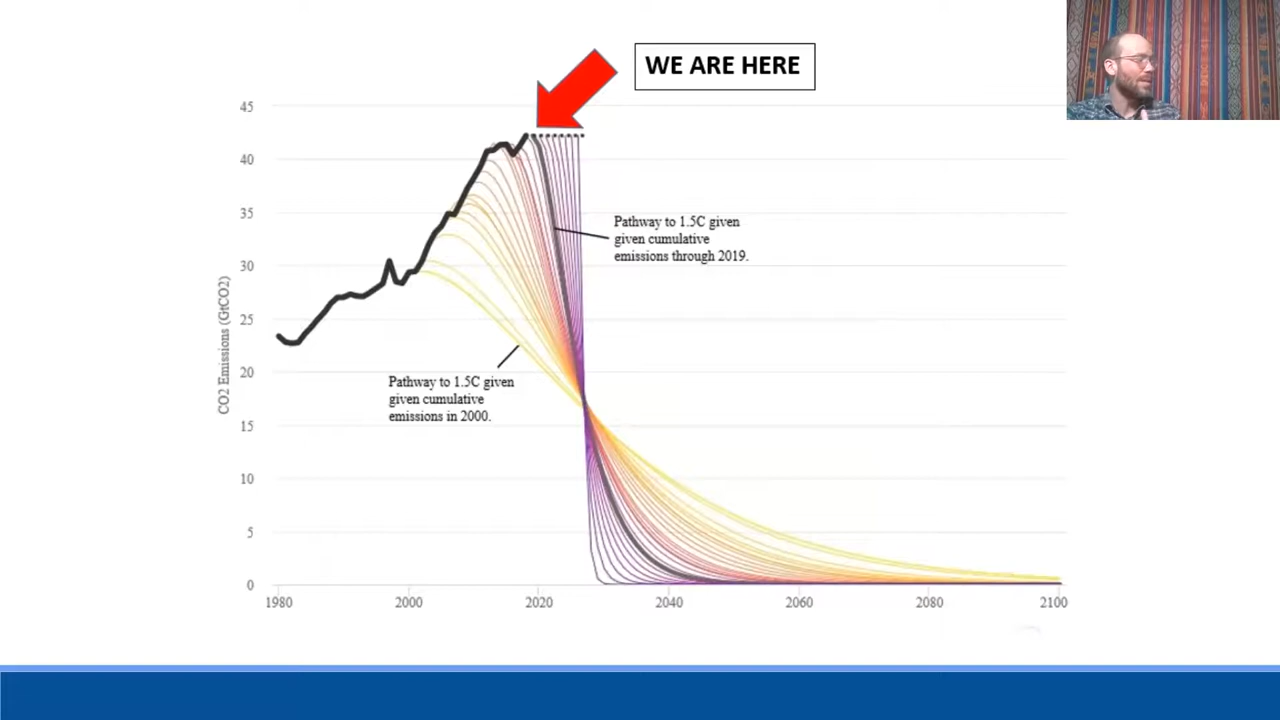 WE ARE HERE
45
40
35
30
25
20
15
10
5
0
CO2 Emissions (GtCO2)
Pathway to 1.5C given
given cumulative
emissions through 2019.
Pathway to 1.5C given
given cumulative
emissions in 2000.
1980
2000
2020
2040
2060
2080
2100